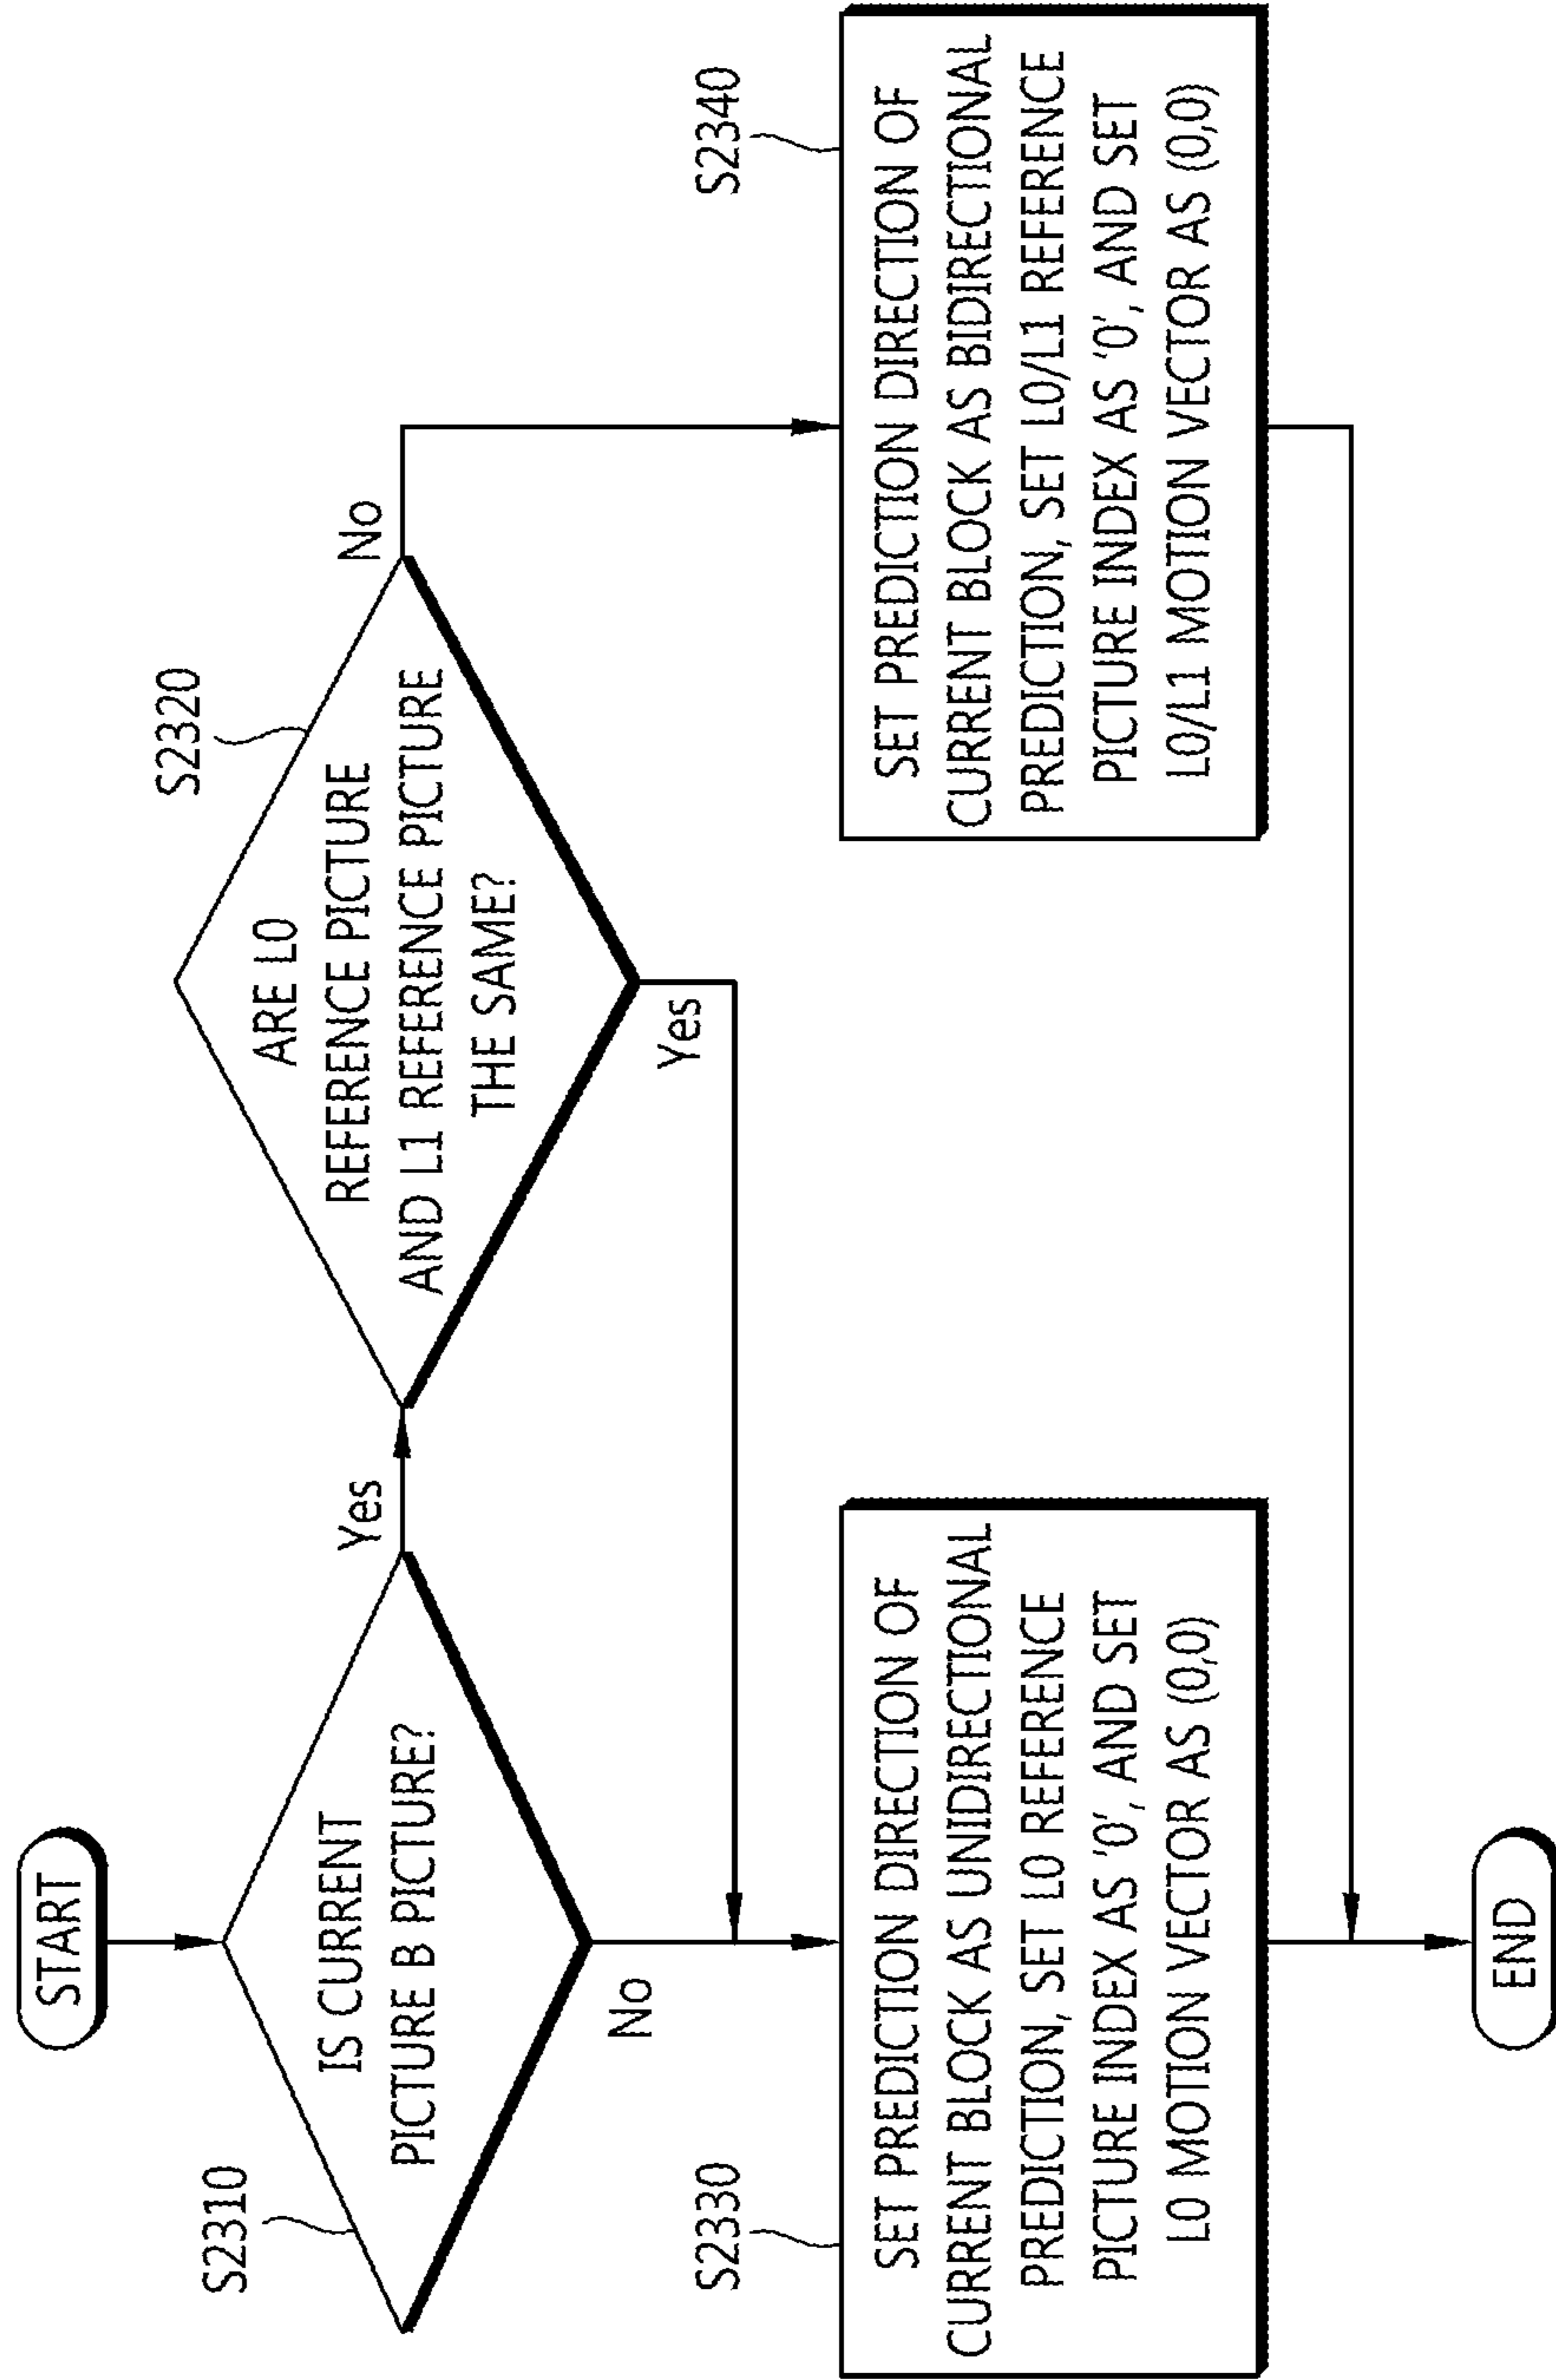 START
S2310
IS CURRENT
PICTURE B PICTURE?
Yes
No
S2320
ARE L0
REFERENCE PICTURE
AND L1 REFERENCE PICTURE
THE SAME?
No
Yes
S2330
SET PREDICTION DIRECTION OF
CURRENT BLOCK AS UNIDIRECTIONAL
PREDICTION, SET L0 REFERENCE
PICTURE INDEX AS '0', AND SET
L0 MOTION VECTOR AS (0,0)
S2340
SET PREDICTION DIRECTION OF
CURRENT BLOCK AS BIDIRECTIONAL
PREDICTION, SET L0/L1 REFERENCE
PICTURE INDEX AS '0', AND SET
L0/L1 MOTION VECTOR AS (0,0)
END